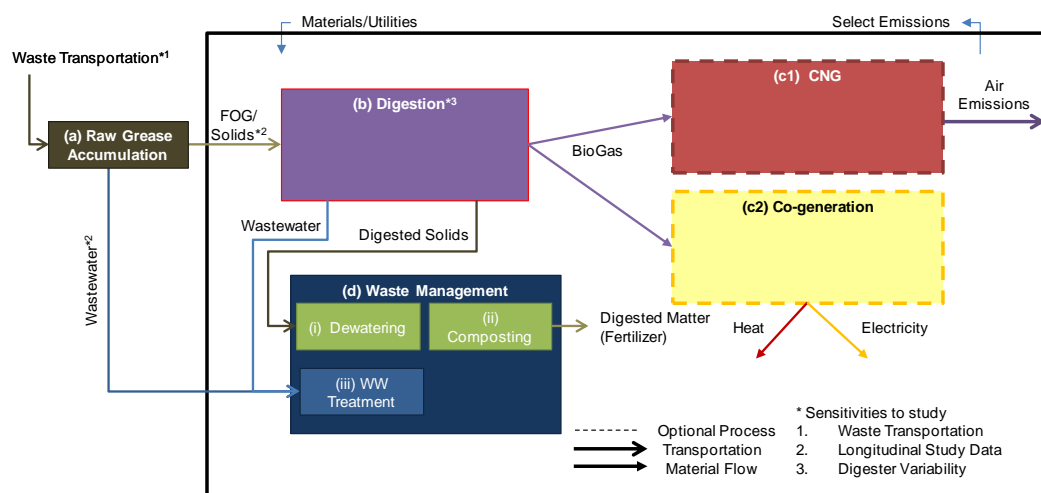 Materials/Utilities
Select Emissions
Waste Transportation*1
(a) Raw Grease
Accumulation
FOG/
Solids*2
(b) Digestion*3
BioGas
(c1) CNG
Air
Emissions
(c2) Co-generation
Wastewater
Digested Solids
Wastewater*2
(d) Waste Management
(i) Dewatering
(ii)
Composting
(iii) WW
Treatment
Digested Matter
(Fertilizer)
Heat
Electricity
Optional Process
Transportation
Material Flow
* Sensitivities to study
1. Waste Transportation
2. Longitudinal Study Data
3. Digester Variability